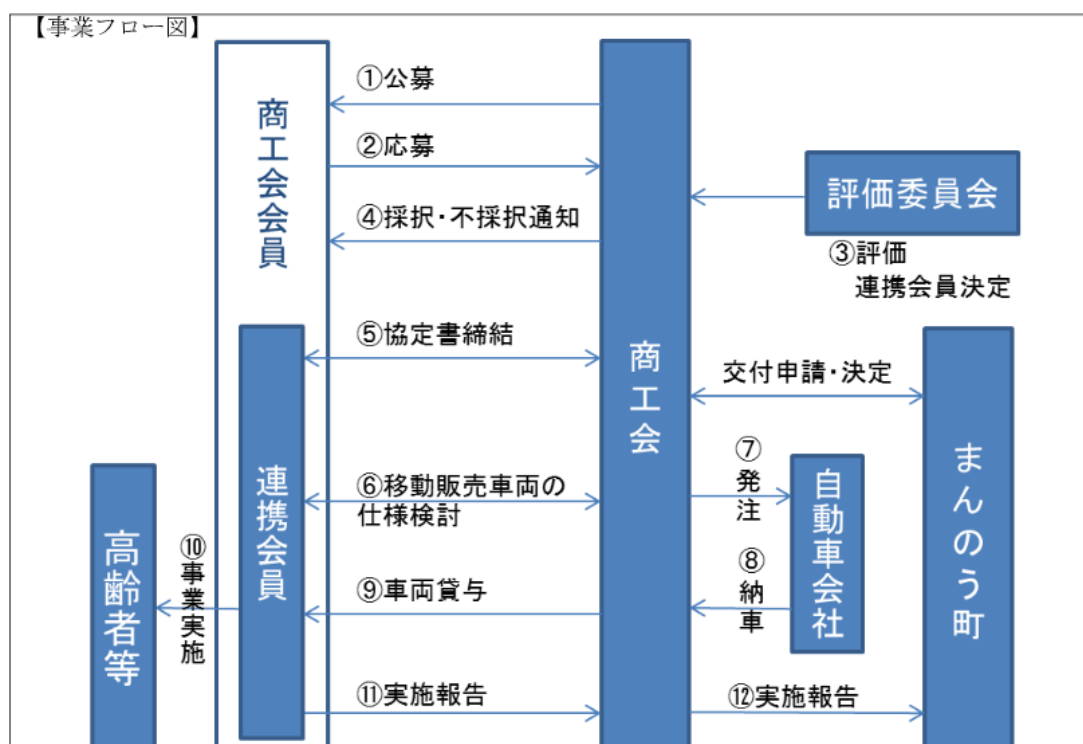 【事業フロー図】
商工会会員
①公募
②応募
④採択・不採択通知
評価委員会
③評価
連携会員決定
⑤協定書締結
商工会
交付申請・決定
まんのう町
連携会員
⑥移動販売車両の
仕様検討
⑦発注
自動車会社
⑧納車
高齢者等
⑩事業実施
⑨車両貸与
⑪実施報告
⑫実施報告